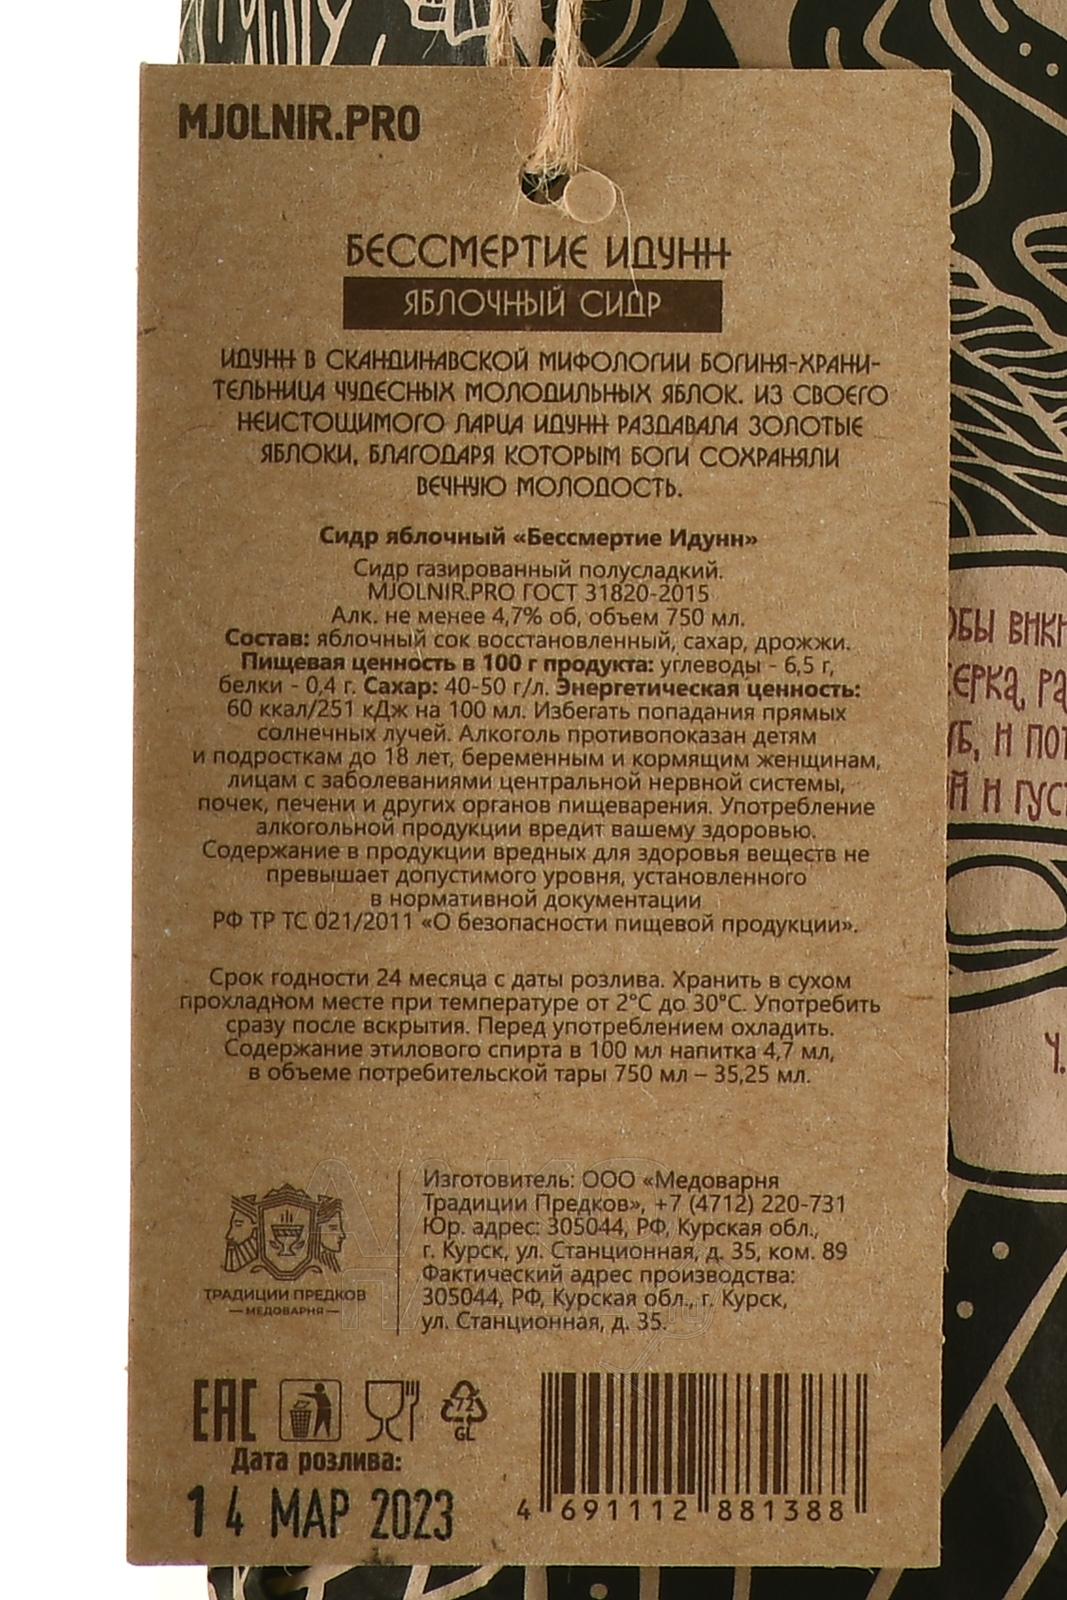 MJOLNIR.PRO
БЕССМЕРТИЕ ИДУНН
ЯБЛОЧНЫЙ СИДР
ИДУНН В СКАНДИНАВСКОЙ МИФОЛОГИИ БОГИНЯ-ХРАНИ-
ТЕЛЬНИЦА ЧУДЕСНЫХ МОЛОДИЛЬНЫХ ЯБЛОК. ИЗ СВОЕГО
НЕИСТОЩИМОГО ЛАРЦА ИДУНН РАЗДАВАЛА ЗОЛОТЫЕ
ЯБЛОКИ, БЛАГОДАРЯ КОТОРЫМ БОГИ СОХРАНЯЛИ
ВЕЧНУЮ МОЛОДОСТЬ.
Сидр яблочный «Бессмертие Идунн»
Сидр газированный полусладкий.
MJOLNIR.PRO ГОСТ 31820-2015
Алк. не менее 4,7% об, объем 750 мл.
Состав: яблочный сок восстановленный, сахар, дрожжи.
Пищевая ценность в 100 г продукта: углеводы - 6,5 г,
белки - 0,4 г. Сахар: 40-50 г/л. Энергетическая ценность:
60 ккал/251 кДж на 100 мл. Избегать попадания прямых
солнечных лучей. Алкоголь противопоказан детям
и подросткам до 18 лет, беременным и кормящим женщинам,
лицам с заболеваниями центральной нервной системы,
почек, печени и других органов пищеварения. Употребление
алкогольной продукции вредит вашему здоровью.
Содержание в продукции вредных для здоровья веществ не
превышает допустимого уровня, установленного
в нормативной документации
РФ ТР ТС 021/2011 «О безопасности пищевой продукции».
Срок годности 24 месяца с даты розлива. Хранить в сухом
прохладном месте при температуре от 2°С до 30°С. Употребить
сразу после вскрытия. Перед употреблением охладить.
Содержание этилового спирта в 100 мл напитка 4,7 мл,
в объеме потребительской тары 750 мл – 35,25 мл.
Изготовитель: ООО «Медоварня
Традиции Предков», +7 (4712) 220-731
Юр. адрес: 305044, РФ, Курская обл.,
г. Курск, ул. Станционная, д. 35, ком. 89
Фактический адрес производства:
305044, РФ, Курская обл., г. Курск,
ул. Станционная, д. 35.
ТРАДИЦИИ ПРЕДКОВ
— МЕДОВАРНЯ —
ЕАС
72
GL
Дата розлива:
14 МАР 2023
4 691112 881388